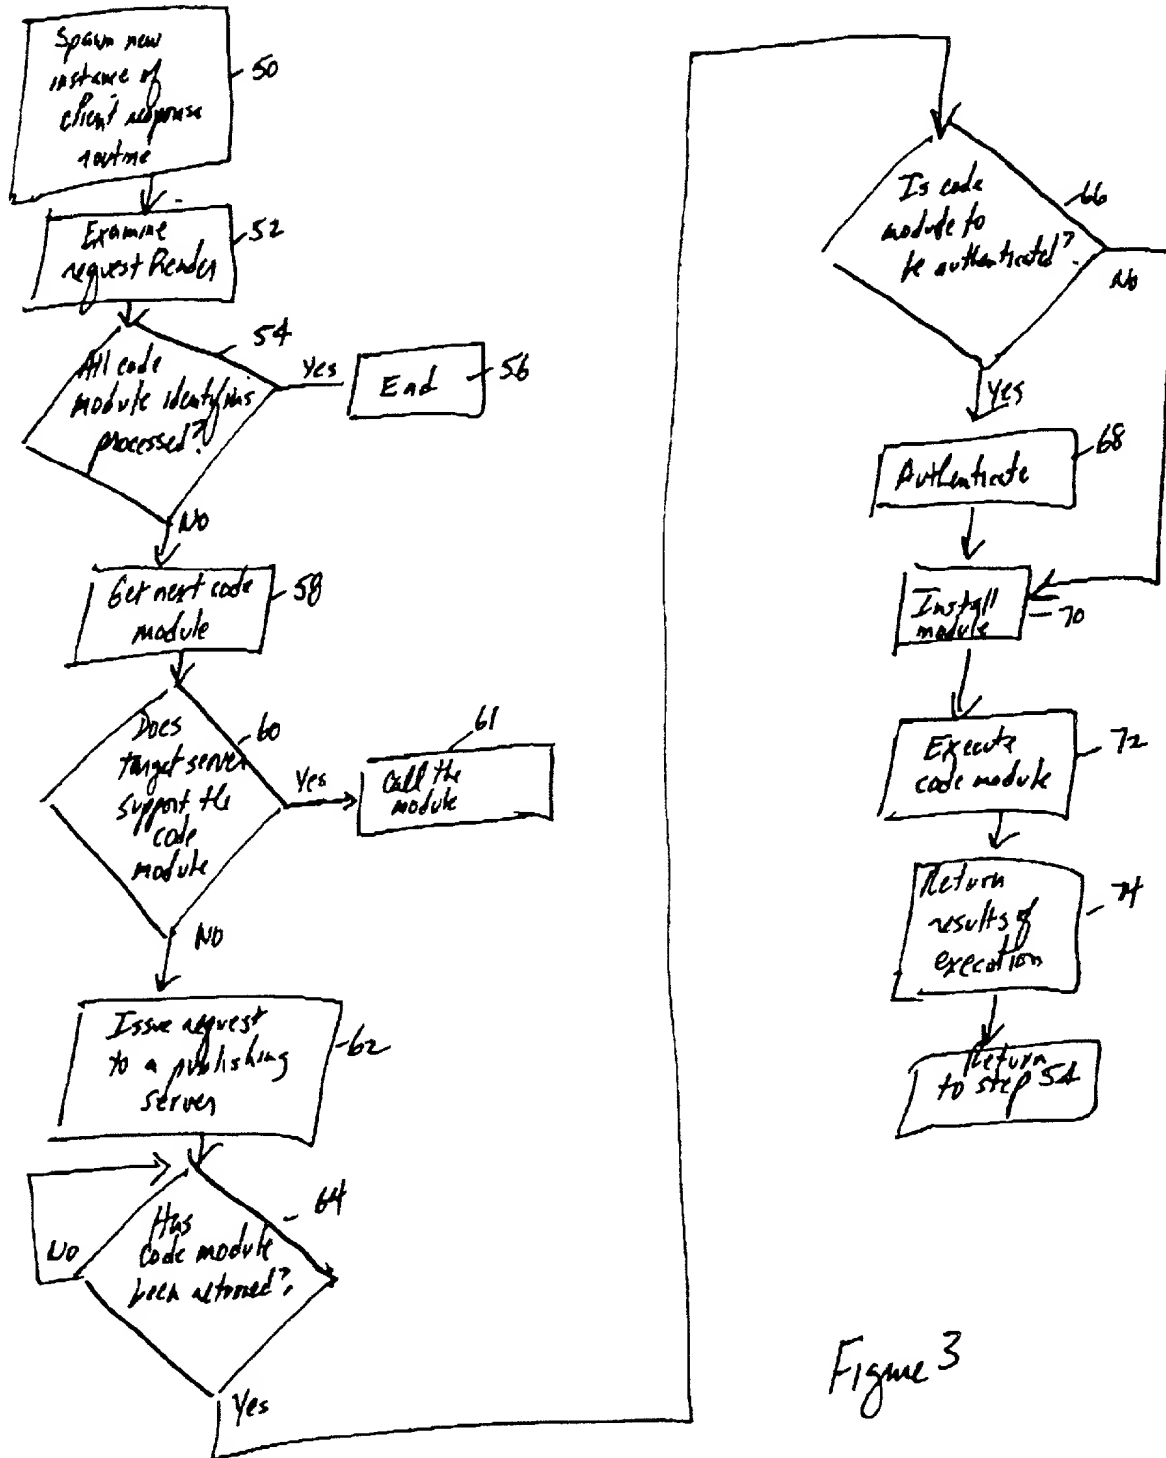 Spawn new
instance of
client response
routine
50
Examine
request header
52
All code
module identifiers
processed?
54
Yes
End
56
No
Get next code
module
58
Does
target server
support the
code
module
60
Yes
61
Call the
module
No
Issue request
to a publishing
server
62
Has
code module
been returned?
64
No
Yes
Is code
module to
be authenticated?
66
No
Yes
Authenticate
68
Install
module
70
Execute
code module
72
Return
results of
execution
74
Return
to step 54
Figure 3